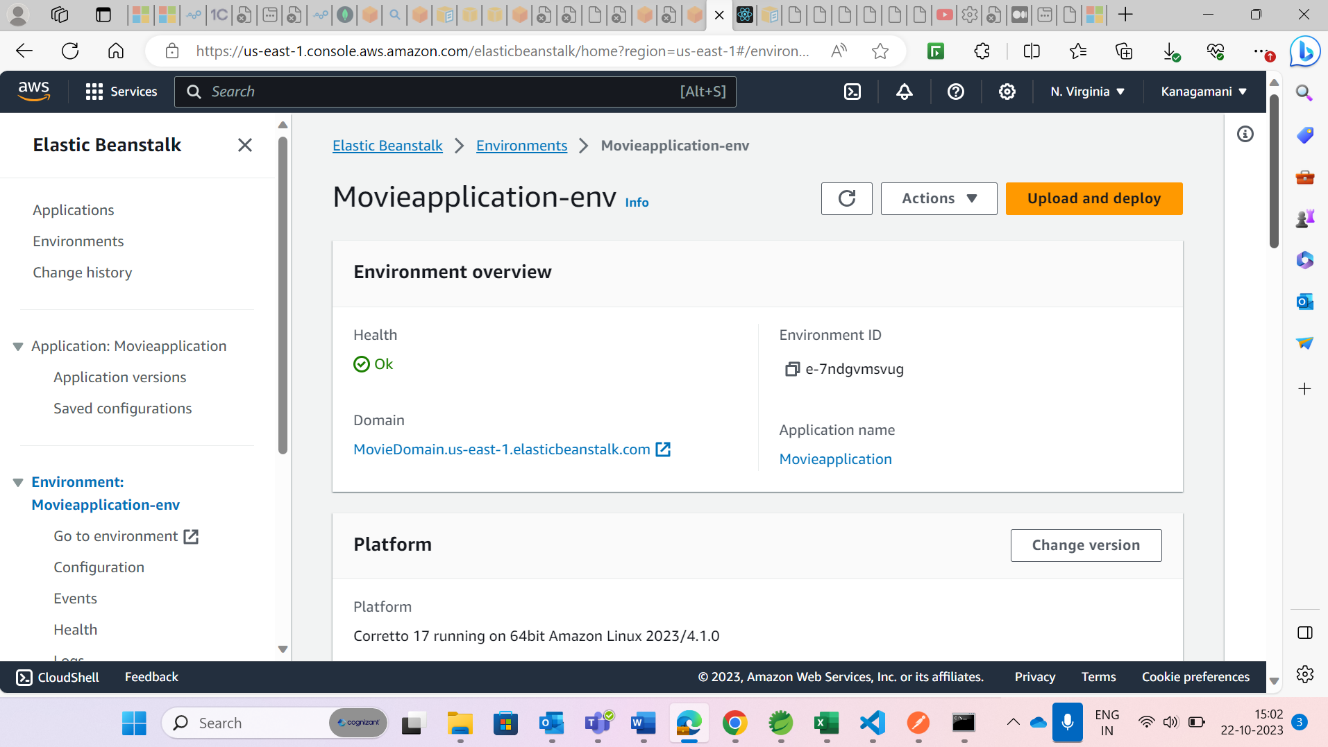 1C
https://us-east-1.console.aws.amazon.com/elasticbeanstalk/home?region=us-east-1#/environ...
aws
Services
Search
[Alt+S]
N. Virginia
Kanagamani
Elastic Beanstalk
Applications
Environments
Change history
Application: Movieapplication
Application versions
Saved configurations
Environment:
Movieapplication-env
Go to environment
Configuration
Events
Health
Logs
Elastic Beanstalk
Environments
Movieapplication-env
Movieapplication-env Info
Actions
Upload and deploy
Environment overview
Health
Ok
Domain
MovieDomain.us-east-1.elasticbeanstalk.com
Environment ID
e-7ndgvmsvug
Application name
Movieapplication
Platform
Change version
Platform
Corretto 17 running on 64bit Amazon Linux 2023/4.1.0
CloudShell
Feedback
© 2023, Amazon Web Services, Inc. or its affiliates.
Privacy
Terms
Cookie preferences
Search
cognizant
ENG
IN
15:02
22-10-2023
3